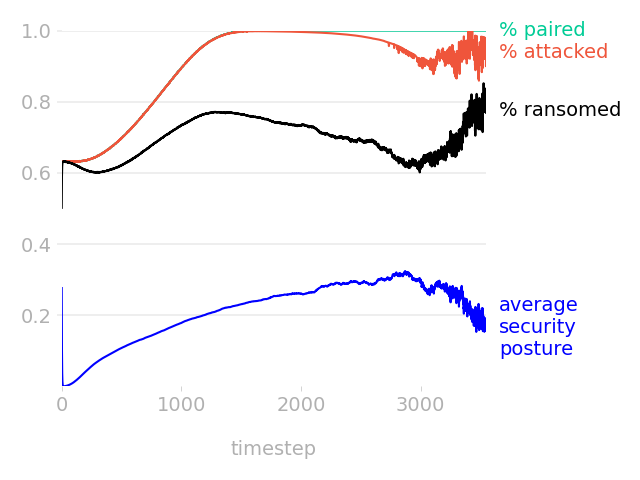 1.0
% paired
% attacked
0.8
% ransomed
0.6
0.4
average
0.2
security
posture
0
1000
2000
3000
timestep